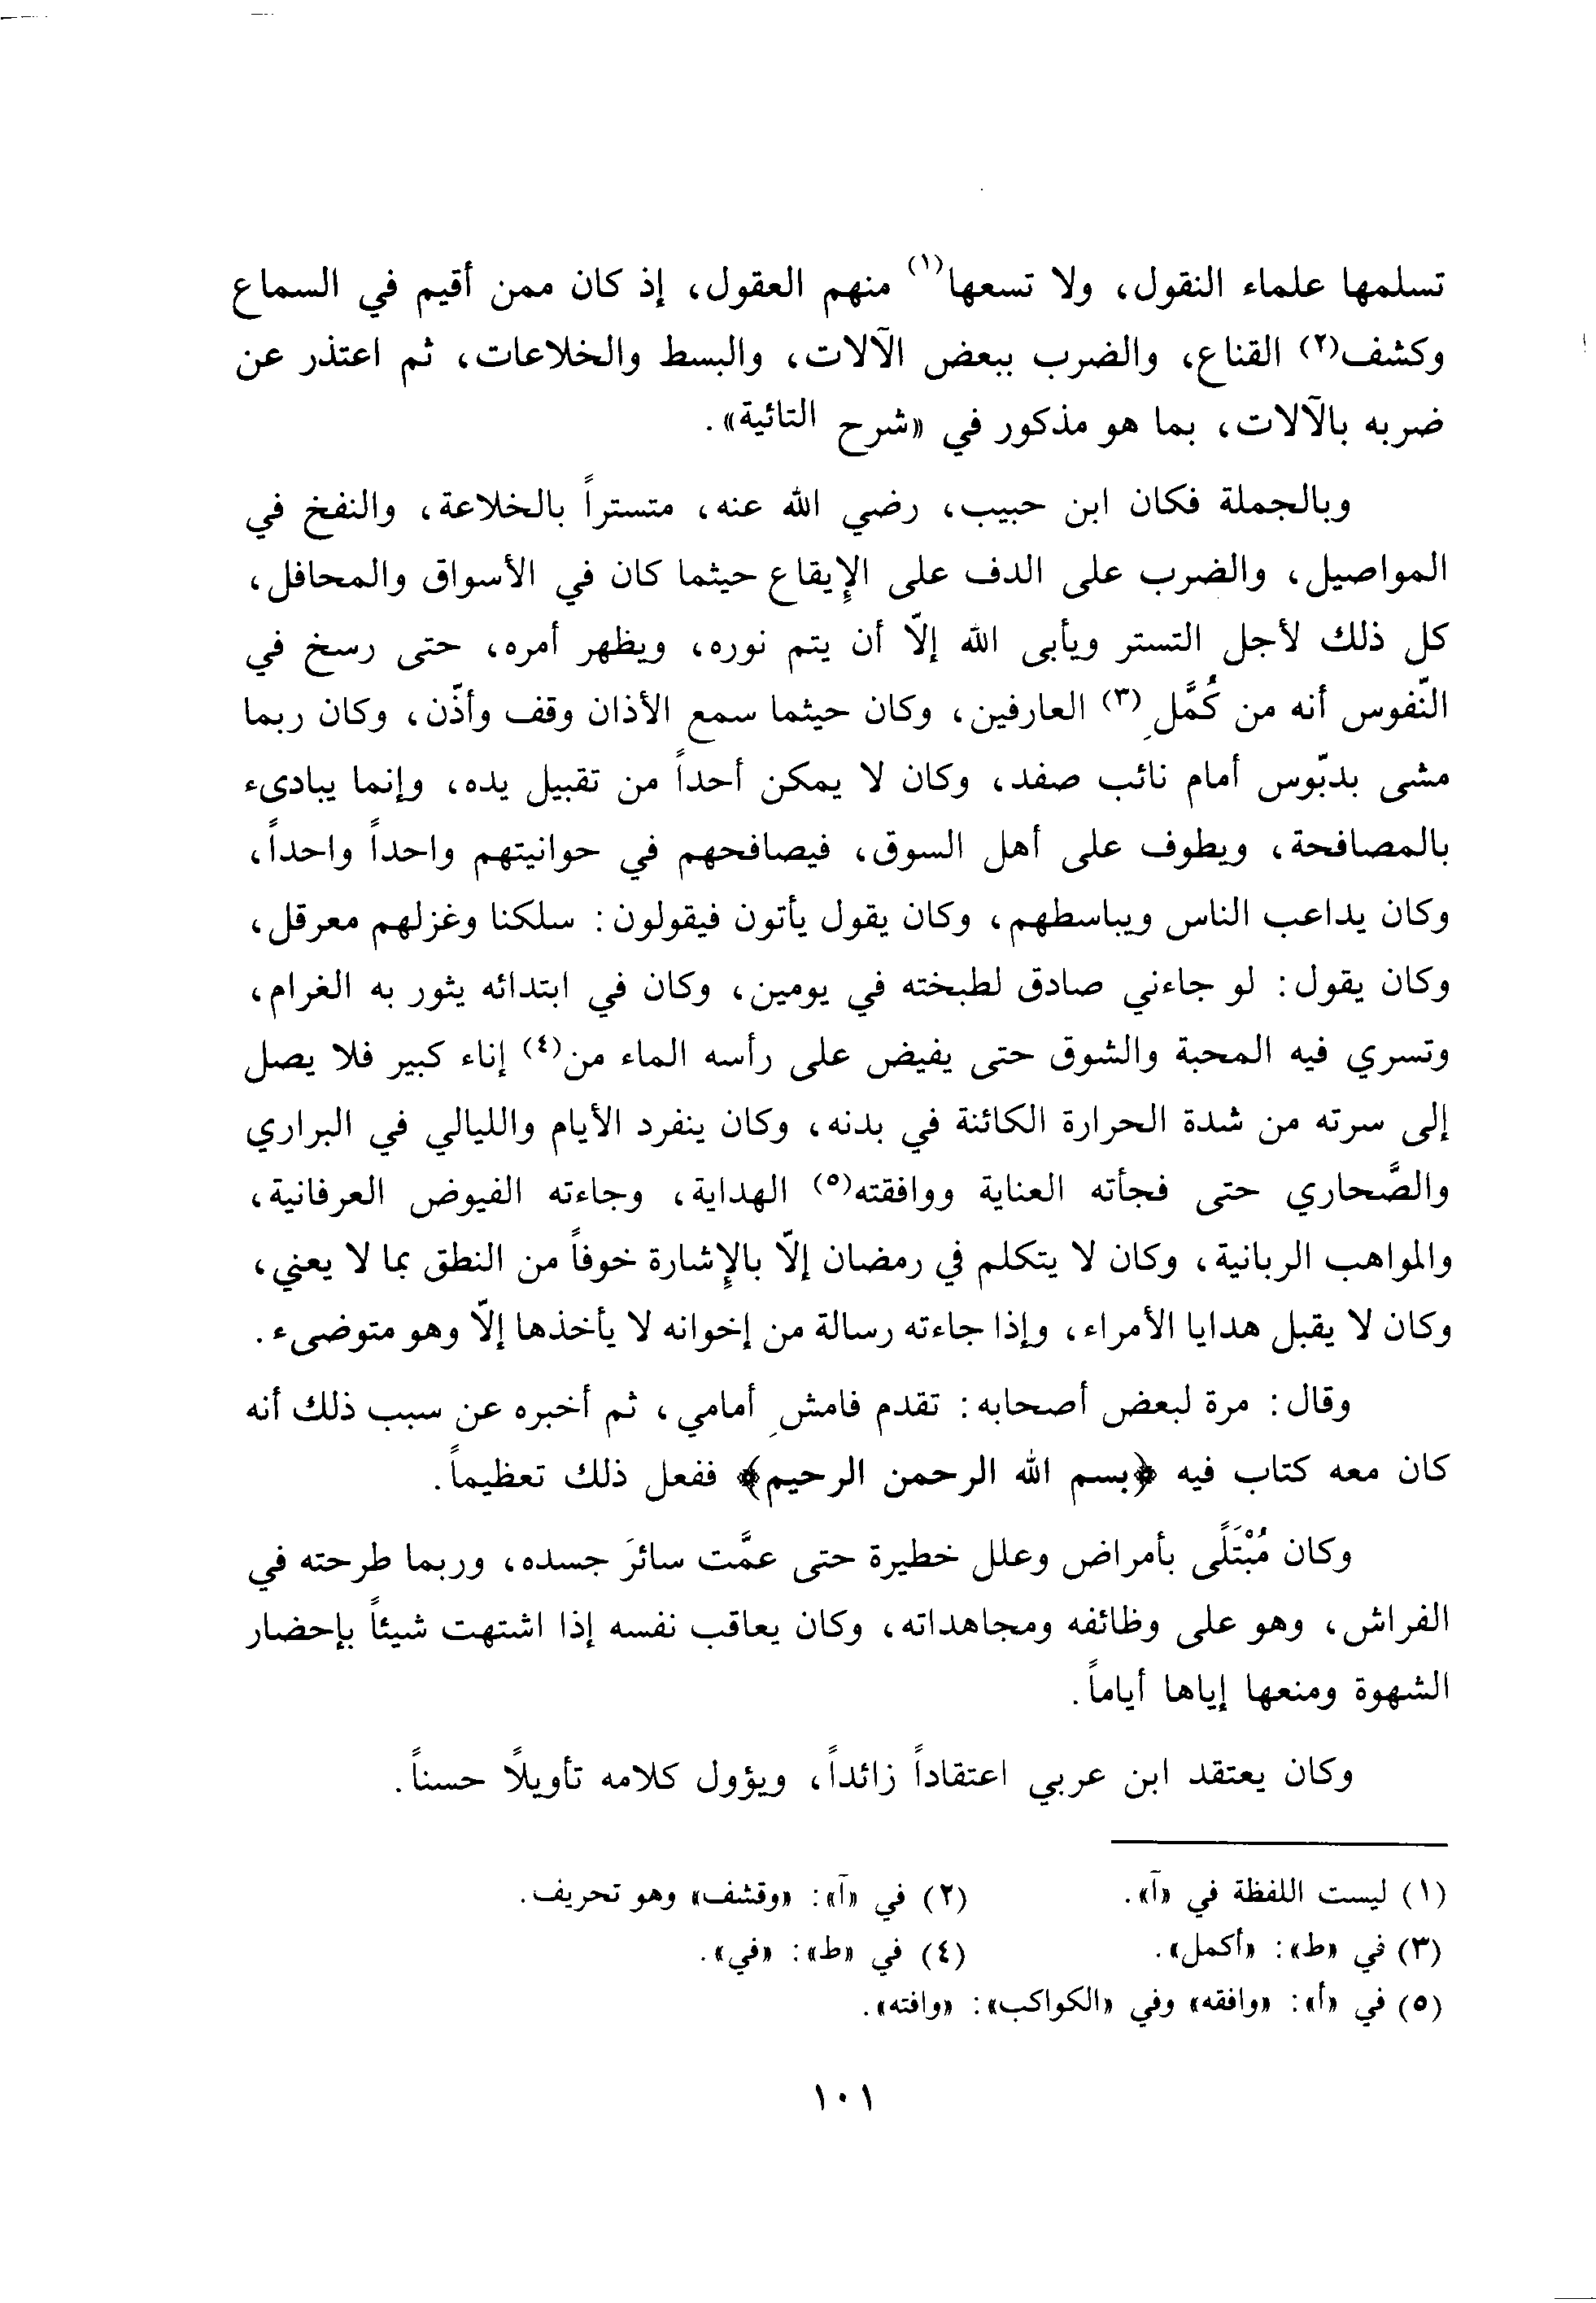 تسلمها علماء النقول، ولا تسعها(١) منهم العقول، إذ كان ممن أقيم في السماع
وكشف(٢) القناع، والضرب ببعض الآلات، والبسط والخلاعات، ثم اعتذر عن
ضربه بالآلات، بما هو مذكور في «شرح التائية».
وبالجملة فكان ابن حبيب، رضي الله عنه، متستراً بالخلاعة، والنفخ في
المواصيل، والضرب على الدف على الإيقاع حيثما كان في الأسواق والمحافل،
كل ذلك لأجل التستر ويأبى الله إلّا أن يتم نوره، ويظهر أمره، حتى رسخ في
النّفوس أنه من كُمَّلِ (٣) العارفين، وكان حيثما سمع الأذان وقف وأذّن، وكان ربما
مشى بدبّوس أمام نائب صفد، وكان لا يمكن أحداً من تقبيل يده، وإنما يبادىء
بالمصافحة، ويطوف على أهل السوق، فيصافحهم في حوانيتهم واحداً واحداً،
وكان يداعب الناس ويباسطهم، وكان يقول يأتون فيقولون: سلكنا وغزلهم معرقل،
وكان يقول: لو جاءني صادق لطبخته في يومين، وكان في ابتدائه يثور به الغرام،
وتسري فيه المحبة والشوق حتى يفيض على رأسه الماء من(٤) إناء كبير فلا يصل
إلى سرته من شدة الحرارة الكائنة في بدنه، وكان ينفرد الأيام والليالي في البراري
والصَّحاري حتى فجأته العناية ووافقته(٥) الهداية، وجاءته الفيوض العرفانية،
والمواهب الربانية، وكان لا يتكلم في رمضان إلّا بالإشارة خوفاً من النطق بما لا يعني،
وكان لا يقبل هدايا الأمراء، وإذا جاءته رسالة من إخوانه لا يأخذها إلّا وهو متوضىء.
وقال: مرة لبعض أصحابه: تقدم فامشِ أمامي، ثم أخبره عن سبب ذلك أنه
كان معه كتاب فيه ﴿بسم الله الرحمن الرحيم﴾ ففعل ذلك تعظيماً.
وكان مُبْتَلًى بأمراض وعلل خطيرة حتى عمَّت سائرَ جسده، وربما طرحته في
الفراش، وهو على وظائفه ومجاهداته، وكان يعاقب نفسه إذا اشتهت شيئاً بإحضار
الشهوة ومنعها إياها أياماً.
وكان يعتقد ابن عربي اعتقاداً زائداً، ويؤول كلامه تأويلًا حسناً.
(١) ليست اللفظة في «آ». (٢) في «آ»: «وقشف» وهو تحريف.
(٣) في «ط»: «أكمل». (٤) في «ط»: «في».
(٥) في «أ»: «وافقه» وفي «الكواكب»: «وافته».
١٠١